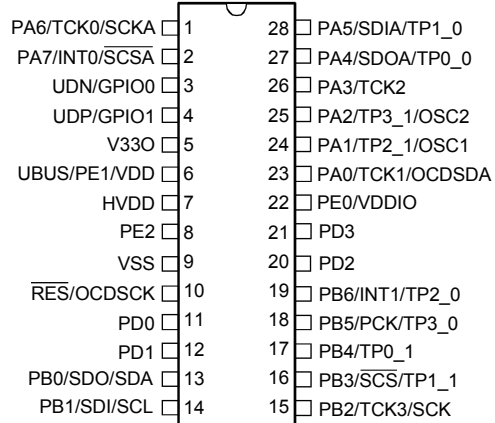 PA6/TCK0/SCKA 1 28 PA5/SDIA/TP1_0
PA7/INT0/SCSA 2 27 PA4/SDOA/TP0_0
UDN/GPIO0 3 26 PA3/TCK2
UDP/GPIO1 4 25 PA2/TP3_1/OSC2
V33O 5 24 PA1/TP2_1/OSC1
UBUS/PE1/VDD 6 23 PA0/TCK1/OCDSDA
HVDD 7 22 PE0/VDDIO
PE2 8 21 PD3
VSS 9 20 PD2
RES/OCDSCK 10 19 PB6/INT1/TP2_0
PD0 11 18 PB5/PCK/TP3_0
PD1 12 17 PB4/TP0_1
PB0/SDO/SDA 13 16 PB3/SCS/TP1_1
PB1/SDI/SCL 14 15 PB2/TCK3/SCK